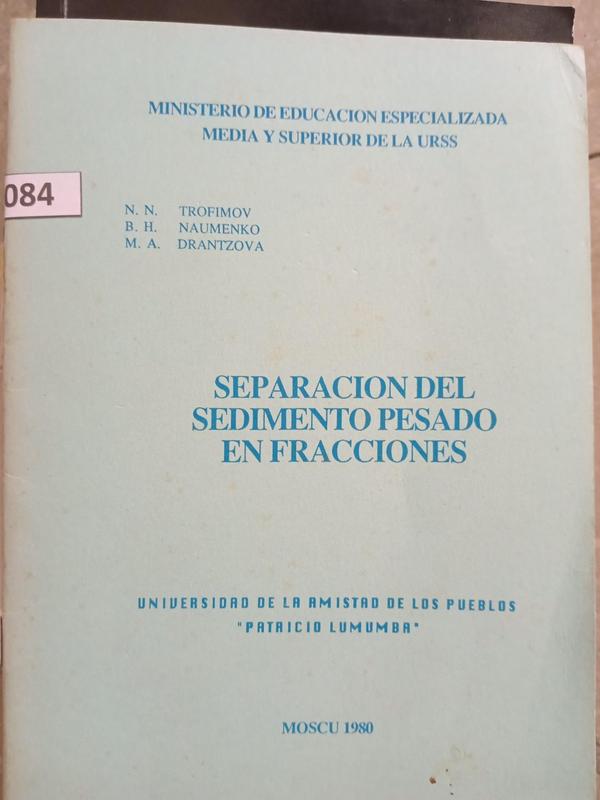 MINISTERIO DE EDUCACION ESPECIALIZADA
MEDIA Y SUPERIOR DE LA URSS
084
N. N. TROFIMOV
B. H. NAUMENKO
M. A. DRANTZOVA
SEPARACION DEL
SEDIMENTO PESADO
EN FRACCIONES
UNIVERSIDAD DE LA AMISTAD DE LOS PUEBLOS
"PATRICIO LUMUMBA"
MOSCU 1980